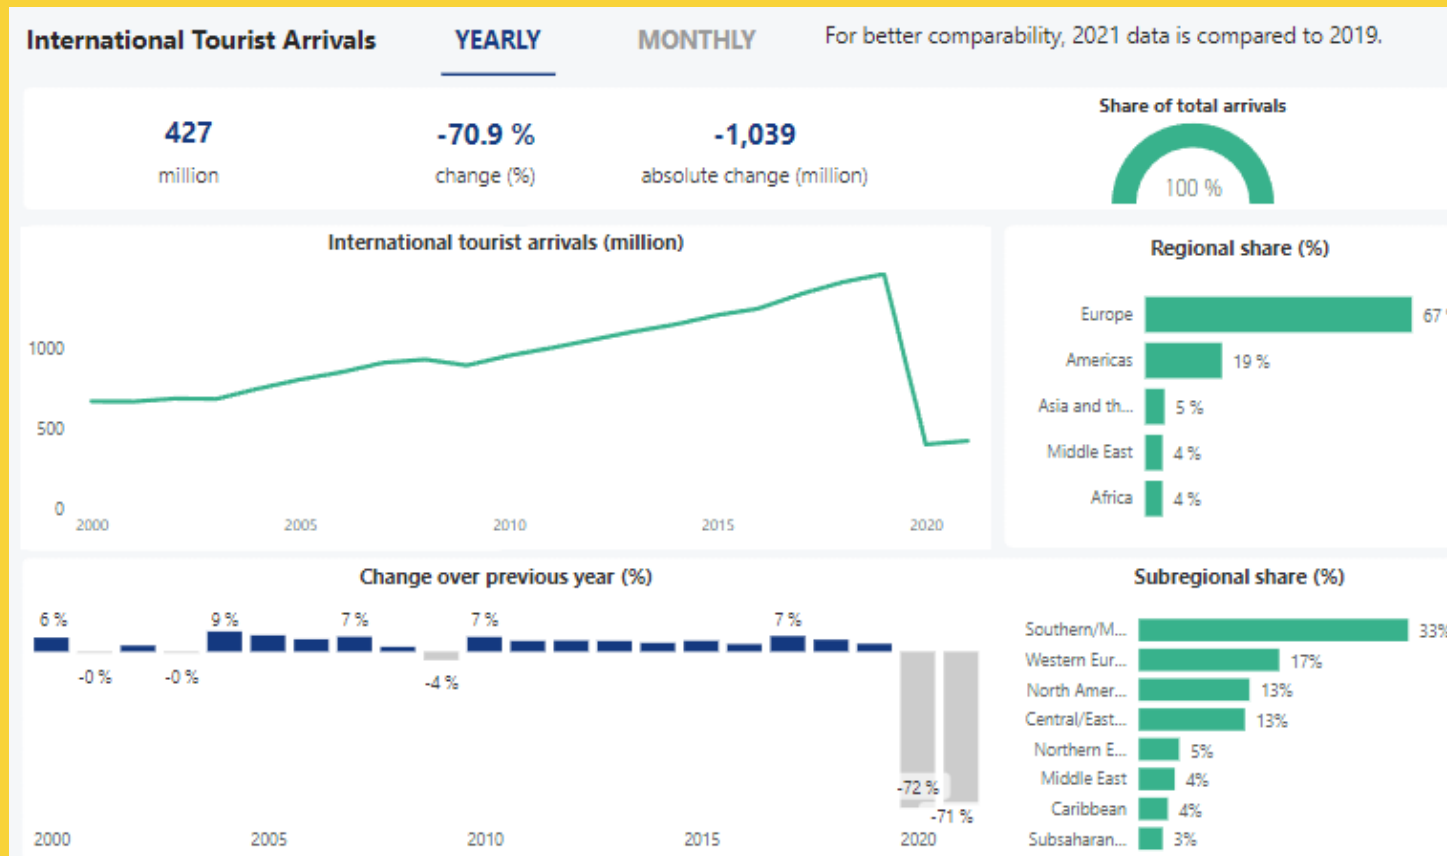 International Tourist Arrivals YEARLY MONTHLY For better comparability, 2021 data is compared to 2019.
427
million
-70.9 %
change (%)
-1,039
absolute change (million)
Share of total arrivals
100 %
International tourist arrivals (million)
1000
500
0
2000 2005 2010 2015 2020
Regional share (%)
Europe 67
Americas 19 %
Asia and th... 5 %
Middle East 4 %
Africa 4 %
Change over previous year (%)
6 % 9 % 7 % 7 % 7 %
-0 % -0 % -4 %
-72 %
-71 %
2000 2005 2010 2015 2020
Subregional share (%)
Southern/M... 33%
Western Eur... 17%
North Amer... 13%
Central/East... 13%
Northern E... 5%
Middle East 4%
Caribbean 4%
Subsaharan... 3%